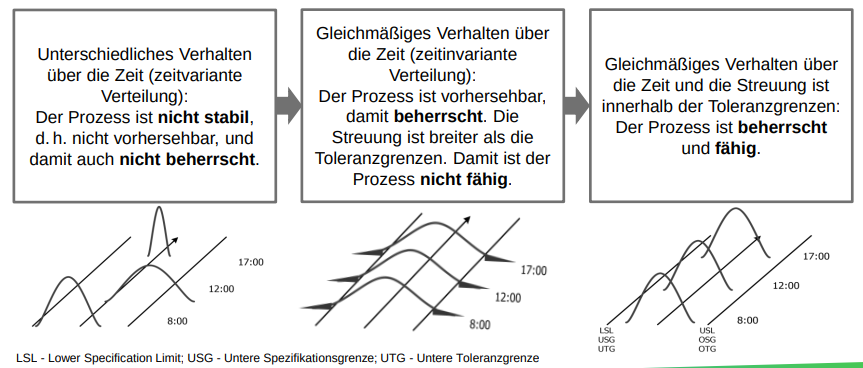 Unterschiedliches Verhalten
über die Zeit (zeitvariante
Verteilung):
Der Prozess ist nicht stabil,
d. h. nicht vorhersehbar, und
damit auch nicht beherrscht.
Gleichmäßiges Verhalten über
die Zeit (zeitinvariante
Verteilung):
Der Prozess ist vorhersehbar,
damit beherrscht. Die
Streuung ist breiter als die
Toleranzgrenzen. Damit ist der
Prozess nicht fähig.
Gleichmäßiges Verhalten über
die Zeit und die Streuung ist
innerhalb der Toleranzgrenzen:
Der Prozess ist beherrscht
und fähig.
17:00
12:00
8:00
17:00
12:00
8:00
17:00
12:00
8:00
LSL
USG
UTG
USL
OSG
OTG
LSL - Lower Specification Limit; USG - Untere Spezifikationsgrenze; UTG - Untere Toleranzgrenze